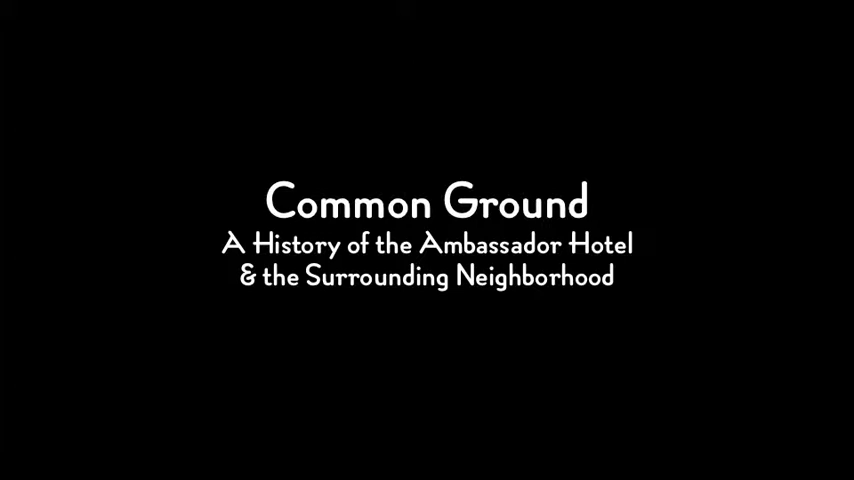 Common Ground
A History of the Ambassador Hotel
& the Surrounding Neighborhood